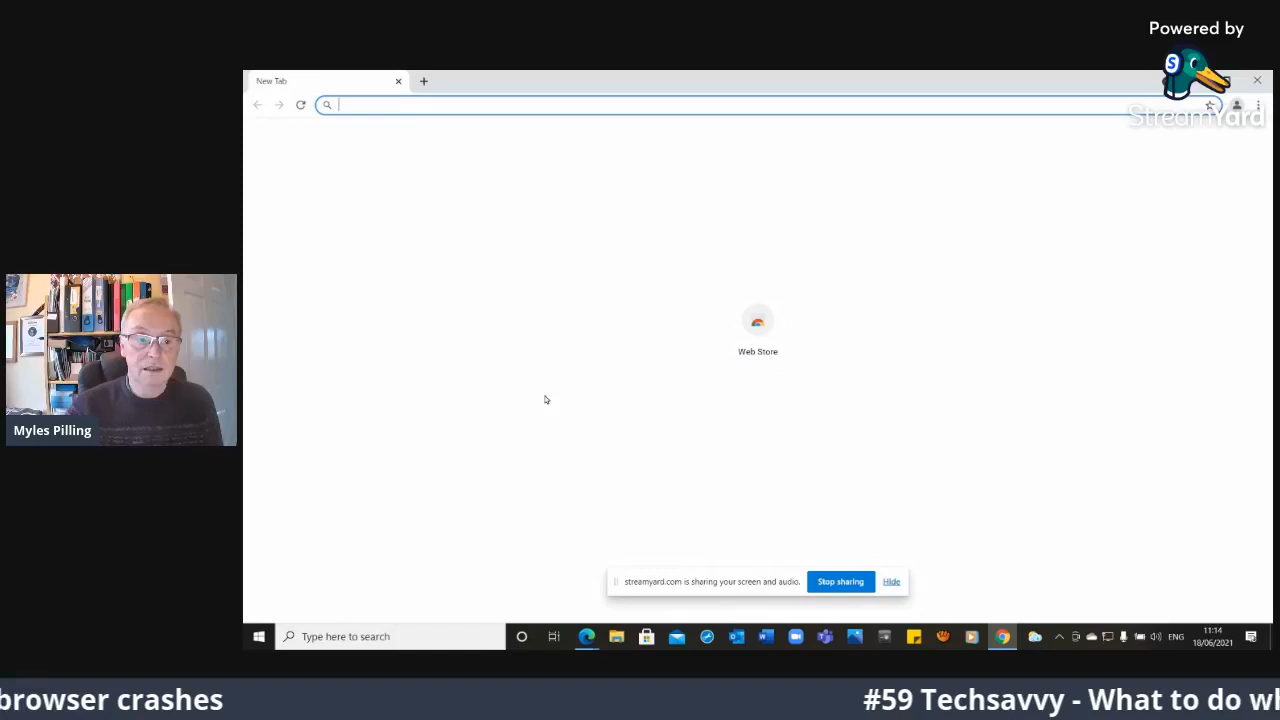 Powered by
StreamYard
New Tab
Web Store
Myles Pilling
streamyard.com is sharing your screen and audio.
Stop sharing
Hide
Type here to search
ENG
11:14
18/06/2021
browser crashes
#59 Techsavvy - What to do wh